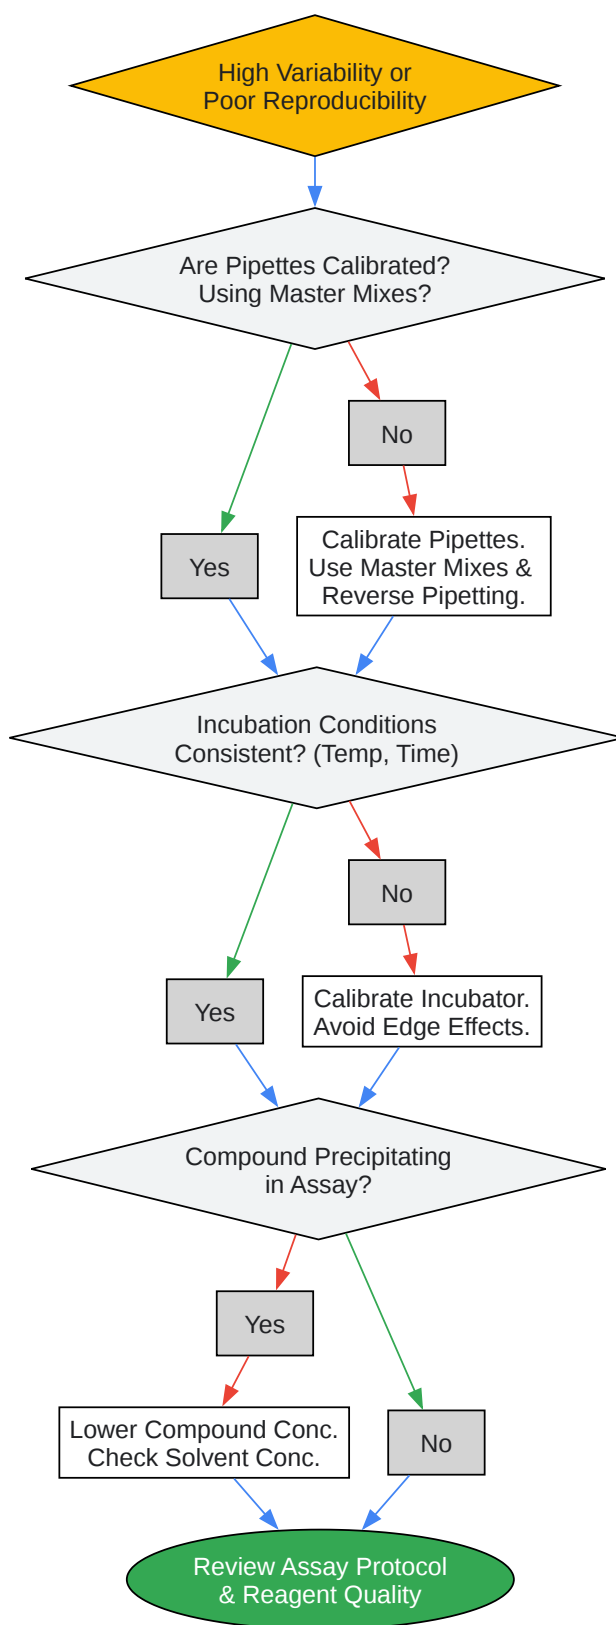 High Variability or
Poor Reproducibility
Are Pipettes Calibrated?
Using Master Mixes?
No
Yes
Calibrate Pipettes.
Use Master Mixes &
Reverse Pipetting.
Incubation Conditions
Consistent? (Temp, Time)
No
Yes
Calibrate Incubator.
Avoid Edge Effects.
Compound Precipitating
in Assay?
Yes
Lower Compound Conc.
Check Solvent Conc.
No
Review Assay Protocol
& Reagent Quality